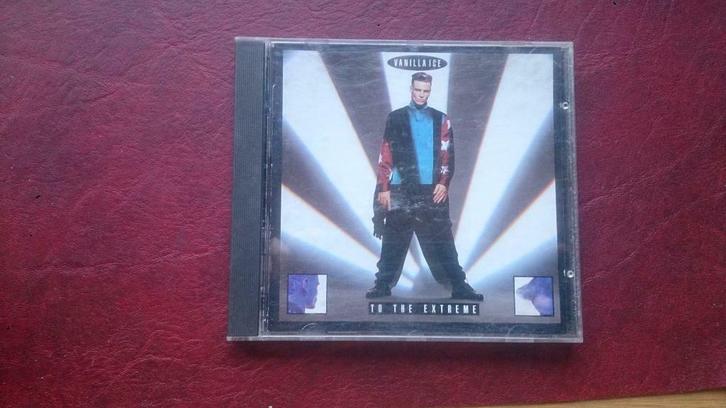 VANILLA ICE
TO THE EXTREME